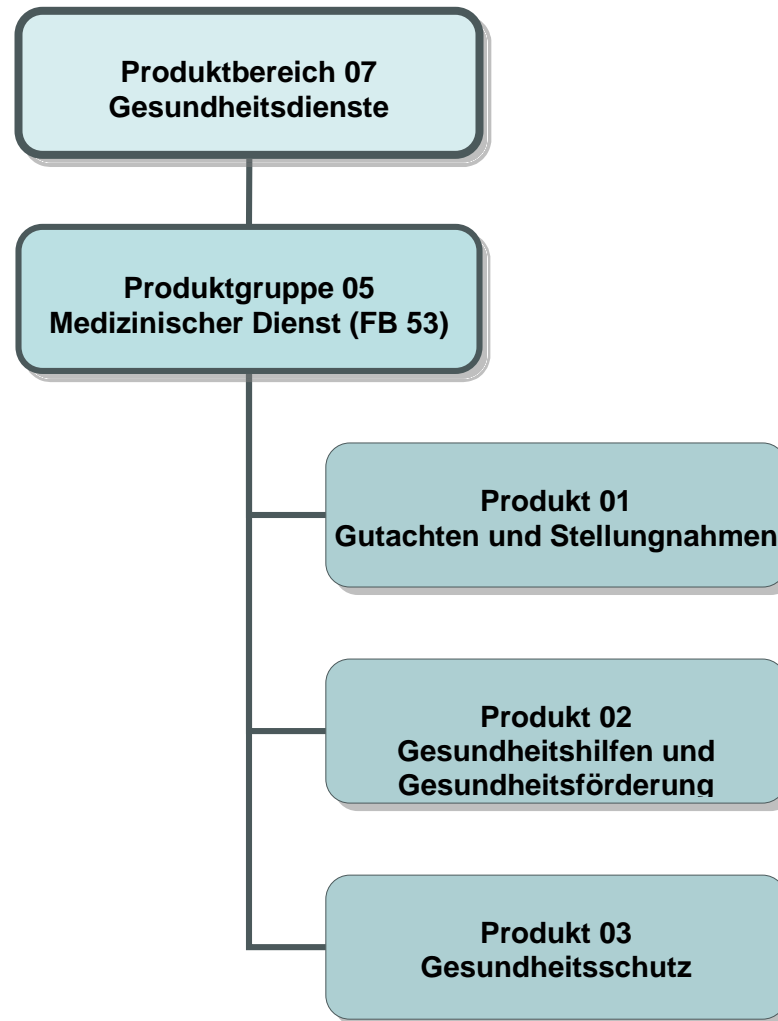 Produktbereich 07
Gesundheitsdienste
Produktgruppe 05
Medizinischer Dienst (FB 53)
Produkt 01
Gutachten und Stellungnahmen
Produkt 02
Gesundheitshilfen und
Gesundheitsförderung
Produkt 03
Gesundheitsschutz